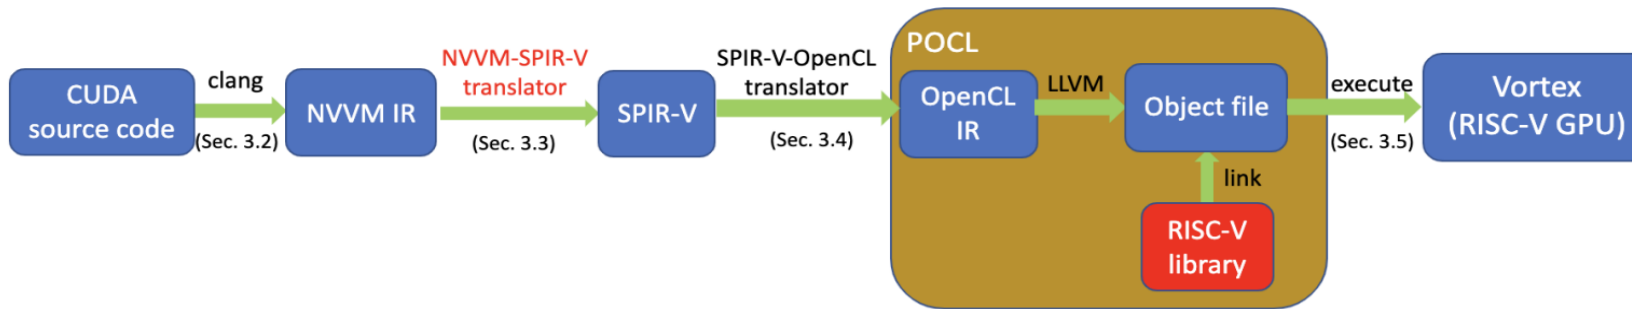 CUDA
source code
clang
(Sec. 3.2)
NVVM IR
NVVM-SPIR-V
translator
(Sec. 3.3)
SPIR-V
SPIR-V-OpenCL
translator
(Sec. 3.4)
POCL
OpenCL
IR
LLVM
Object file
link
RISC-V
library
execute
(Sec. 3.5)
Vortex
(RISC-V GPU)